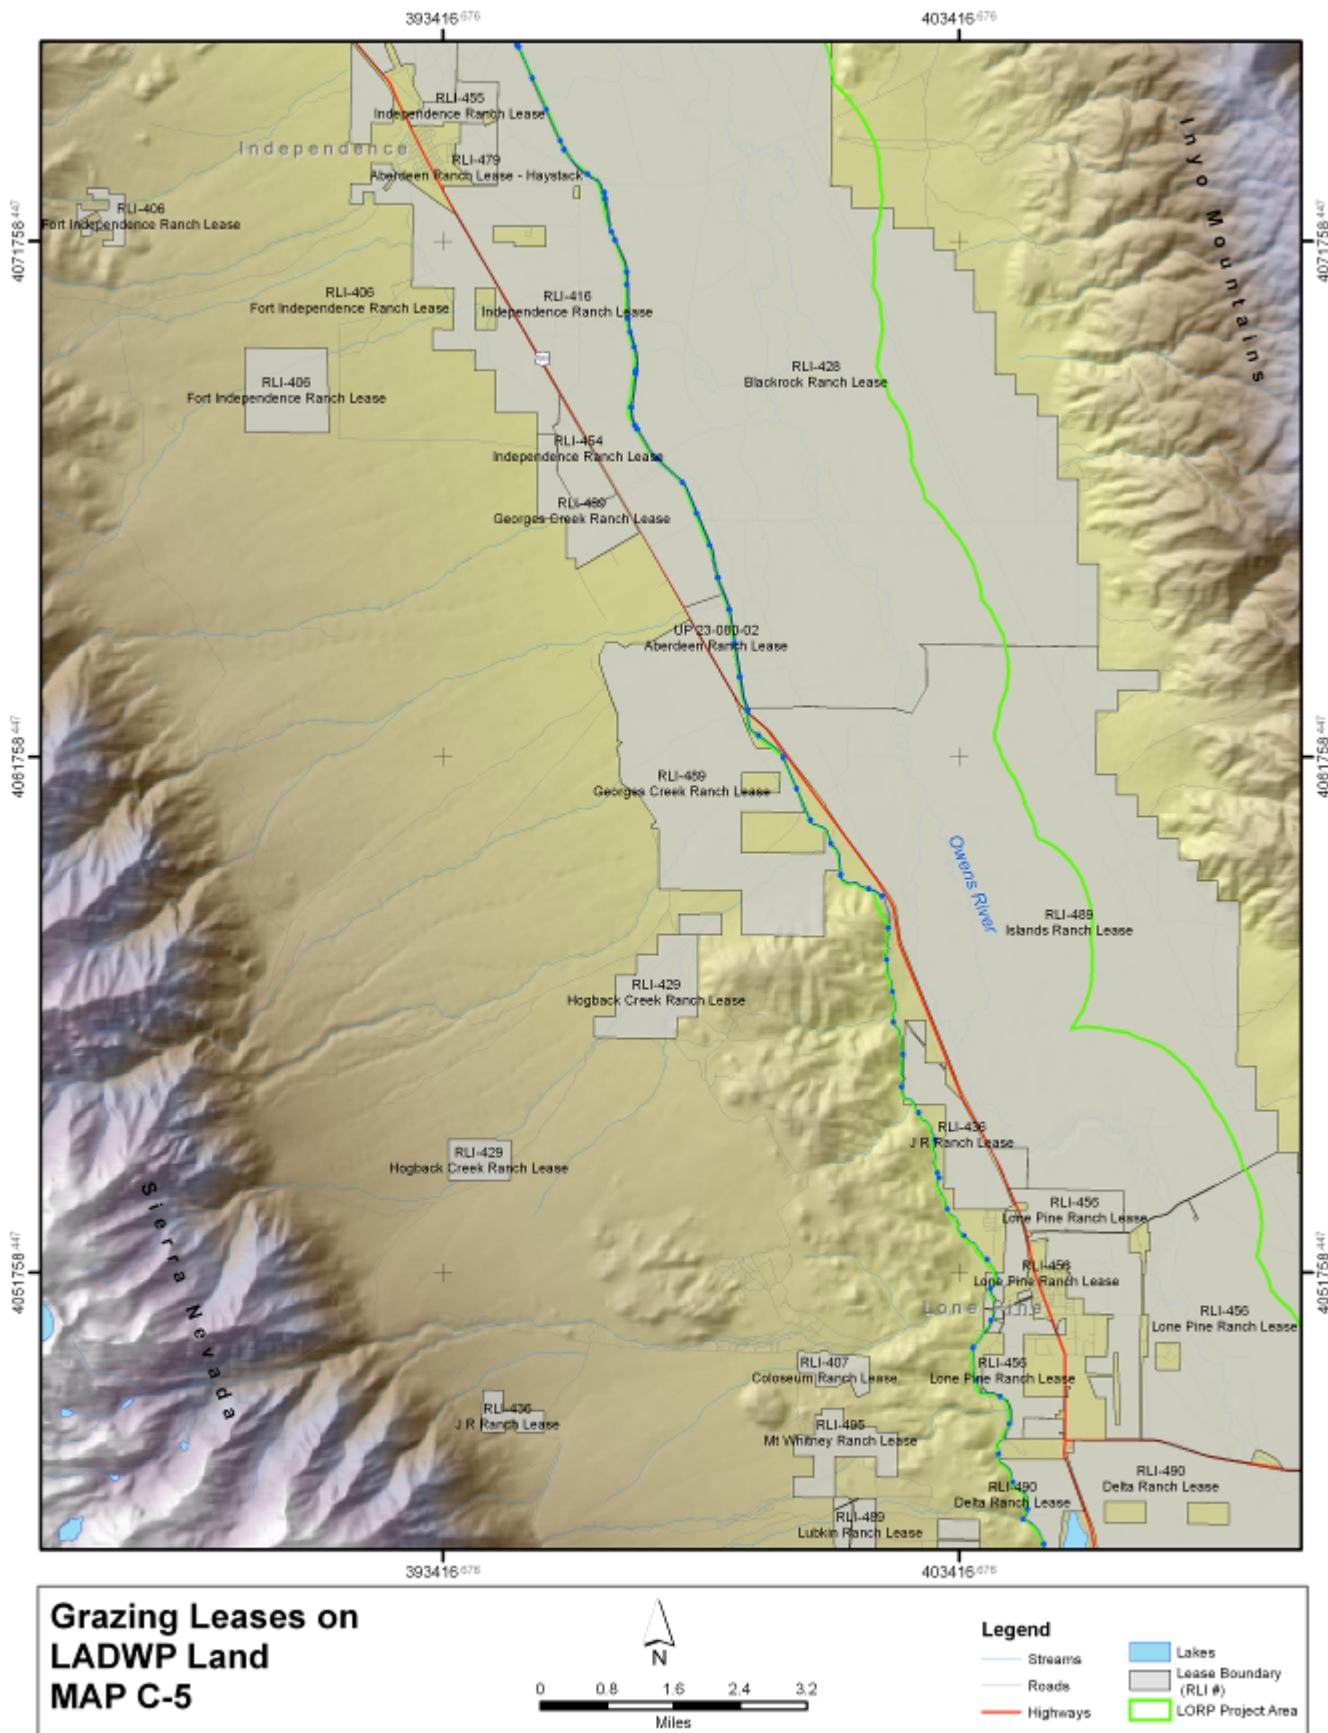 393416.676
403416.676
RLI-455
Independence Ranch Lease
Independence
RLI-479
Aberdeen Ranch Lease - Haystack
Inyo Mountains
RLI-406
Fort Independence Ranch Lease
4071758.447
4071758.447
RLI-406
Fort Independence Ranch Lease
RLI-416
Independence Ranch Lease
RLI-428
Blackrock Ranch Lease
RLI-406
Fort Independence Ranch Lease
RLI-454
Independence Ranch Lease
RLI-489
Georges Creek Ranch Lease
UP 23-080-02
Aberdeen Ranch Lease
4061758.447
4061758.447
RLI-489
Georges Creek Ranch Lease
Owens River
RLI-489
Islands Ranch Lease
RLI-429
Hogback Creek Ranch Lease
RLI-436
J R Ranch Lease
RLI-429
Hogback Creek Ranch Lease
Sierra Nevada
RLI-456
Lone Pine Ranch Lease
4051758.447
4051758.447
RLI-456
Lone Pine Ranch Lease
Lone Pine
RLI-456
Lone Pine Ranch Lease
RLI-407
Coloseum Ranch Lease
RLI-456
Lone Pine Ranch Lease
RLI-436
J R Ranch Lease
RLI-495
Mt Whitney Ranch Lease
RLI-490
Delta Ranch Lease
RLI-490
Delta Ranch Lease
RLI-489
Lubkin Ranch Lease
393416.676
403416.676
Grazing Leases on
LADWP Land
MAP C-5
N
0 0.8 1.6 2.4 3.2
Miles
Legend
Streams
Roads
Highways
Lakes
Lease Boundary
(RLI #)
LORP Project Area